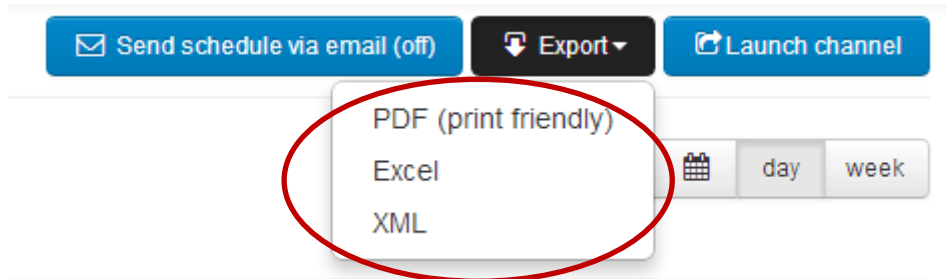 Send schedule via email (off) Export Launch channel
PDF (print friendly)
day week
Excel
XML